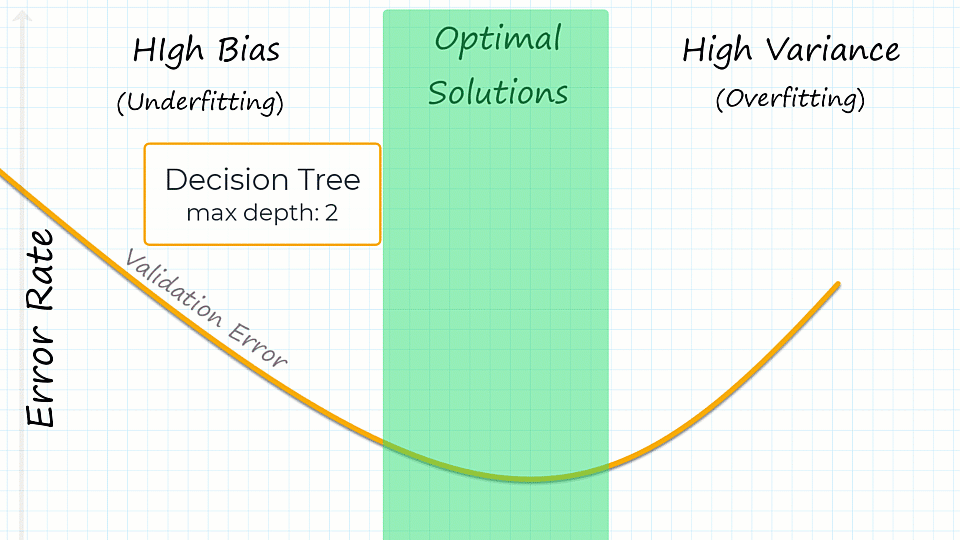 HIgh Bias
(Underfitting)
Optimal
Solutions
High Variance
(Overfitting)
Decision Tree
max depth: 2
Validation Error
Error Rate